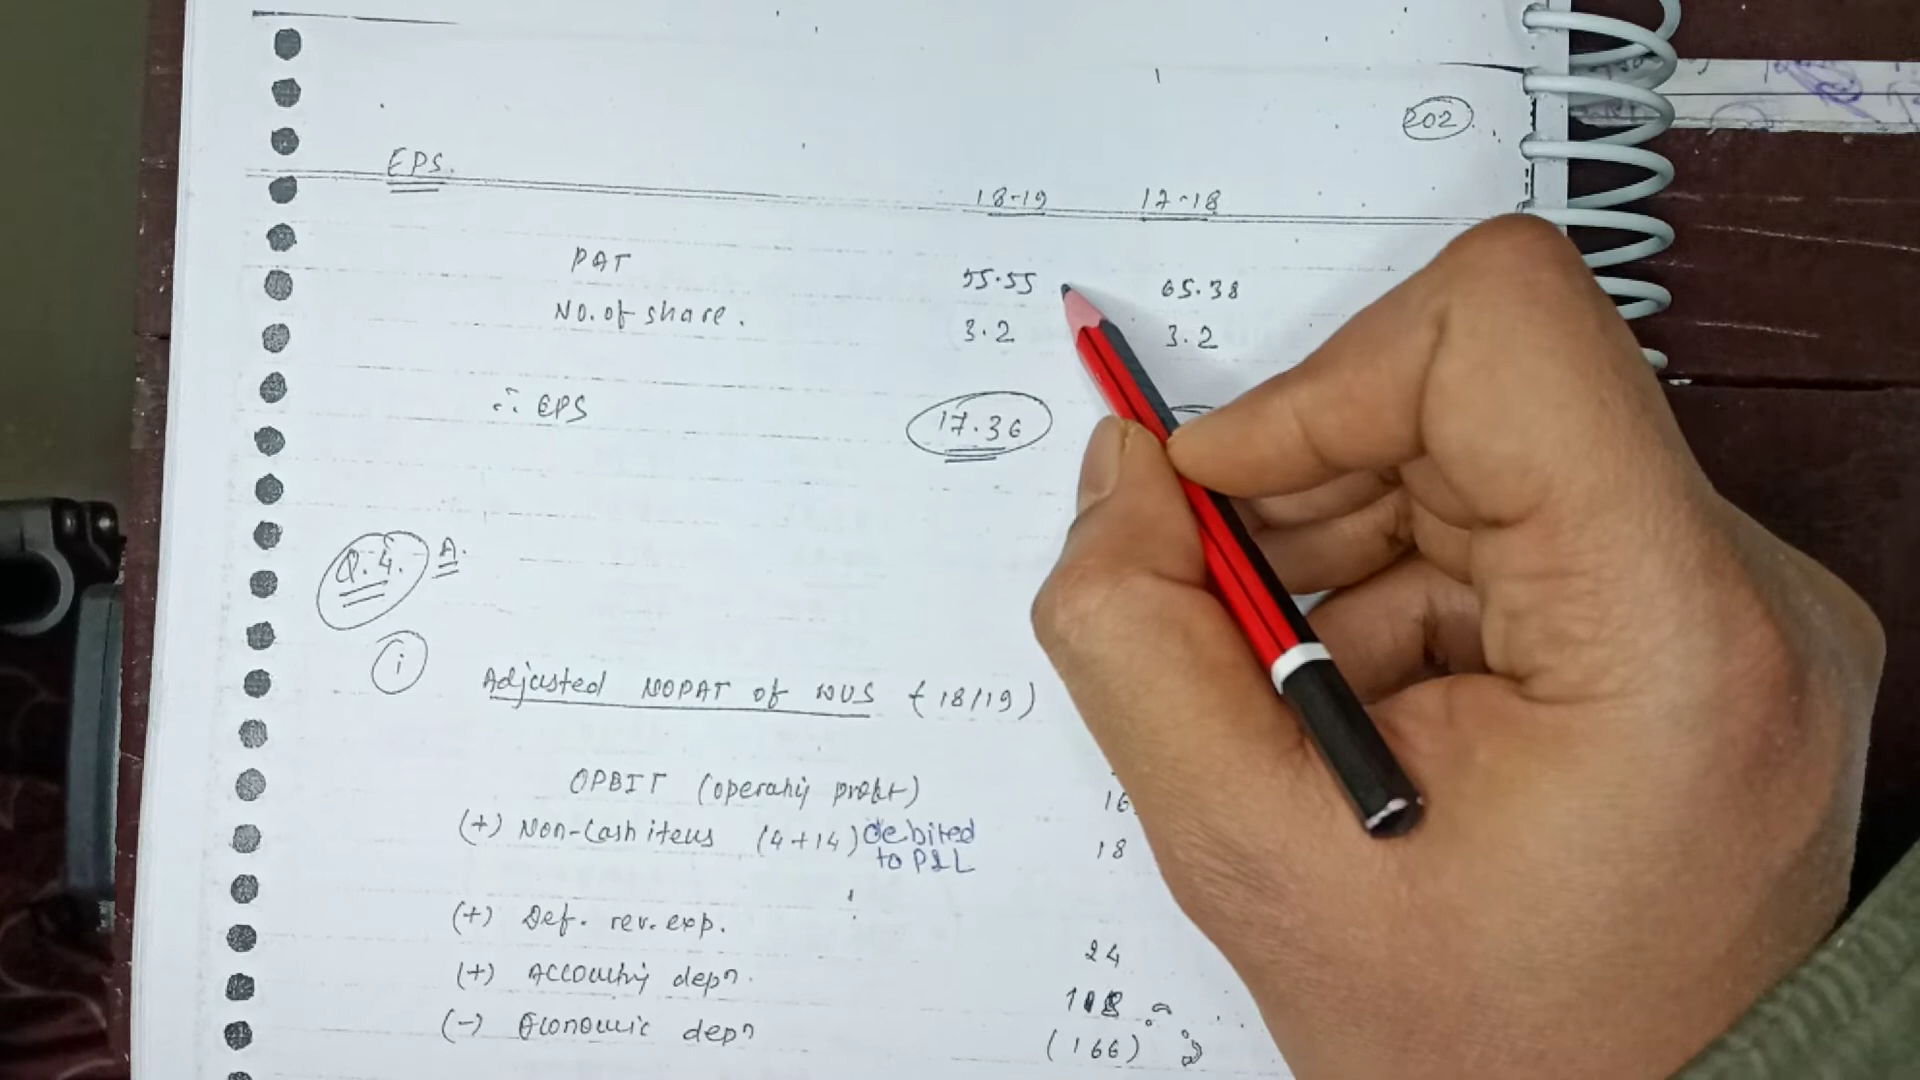 202
EPS.
18-19 17-18
PAT 55.55 65.38
No. of share. 3.2 3.2
∴ EPS 17.36
Q.4. A.
i
Adjusted NOPAT of WUS (18/19)
OPBIT (operating profit) 16
(+) Non-Cash items (4+14) debited to P&L 18
(+) Def. rev. exp. 24
(+) Accounting depn.
(-) Economic depn (166)